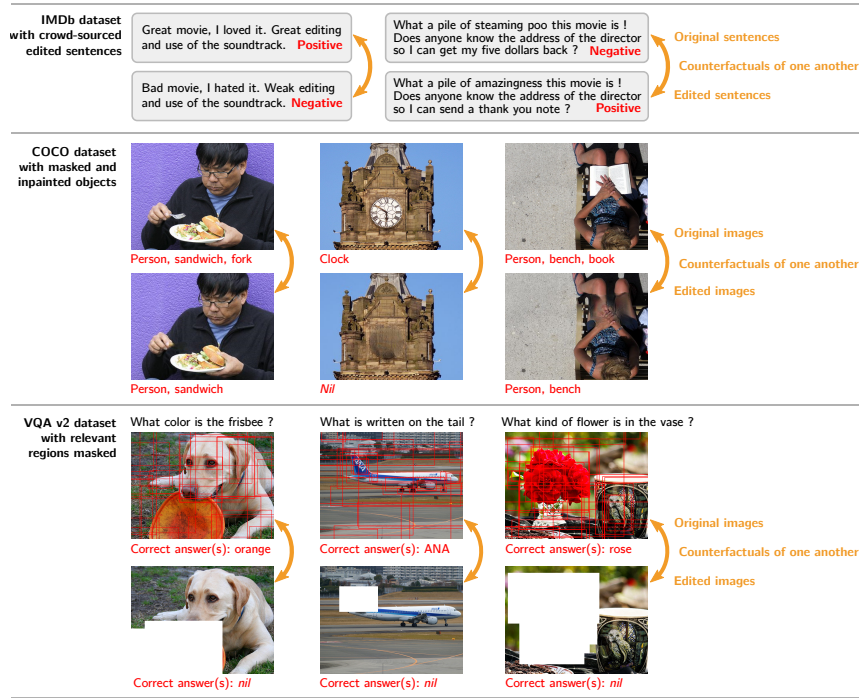 IMDb dataset
with crowd-sourced
edited sentences
Great movie, I loved it. Great editing
and use of the soundtrack. Positive
Bad movie, I hated it. Weak editing
and use of the soundtrack. Negative
What a pile of steaming poo this movie is !
Does anyone know the address of the director
so I can get my five dollars back ? Negative
What a pile of amazingness this movie is !
Does anyone know the address of the director
so I can send a thank you note ? Positive
Original sentences
Counterfactuals of one another
Edited sentences
COCO dataset
with masked and
inpainted objects
Person, sandwich, fork
Clock
Person, bench, book
Original images
Counterfactuals of one another
Edited images
Person, sandwich
Nil
Person, bench
VQA v2 dataset
with relevant
regions masked
What color is the frisbee ?
What is written on the tail ?
What kind of flower is in the vase ?
Correct answer(s): orange
Correct answer(s): ANA
Correct answer(s): rose
Original images
Counterfactuals of one another
Edited images
Correct answer(s): nil
Correct answer(s): nil
Correct answer(s): nil